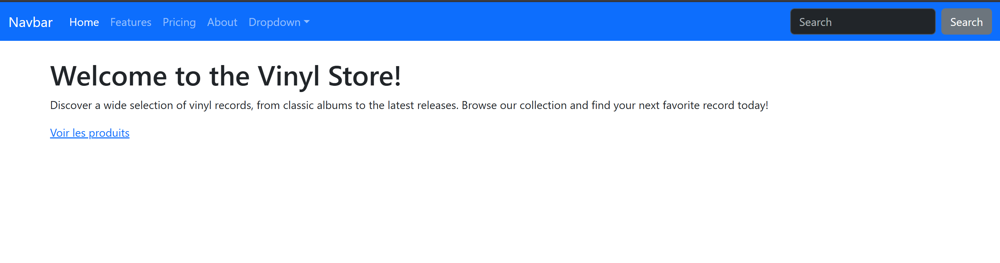 Navbar Home Features Pricing About Dropdown Search Search
Welcome to the Vinyl Store!
Discover a wide selection of vinyl records, from classic albums to the latest releases. Browse our collection and find your next favorite record today!
Voir les produits